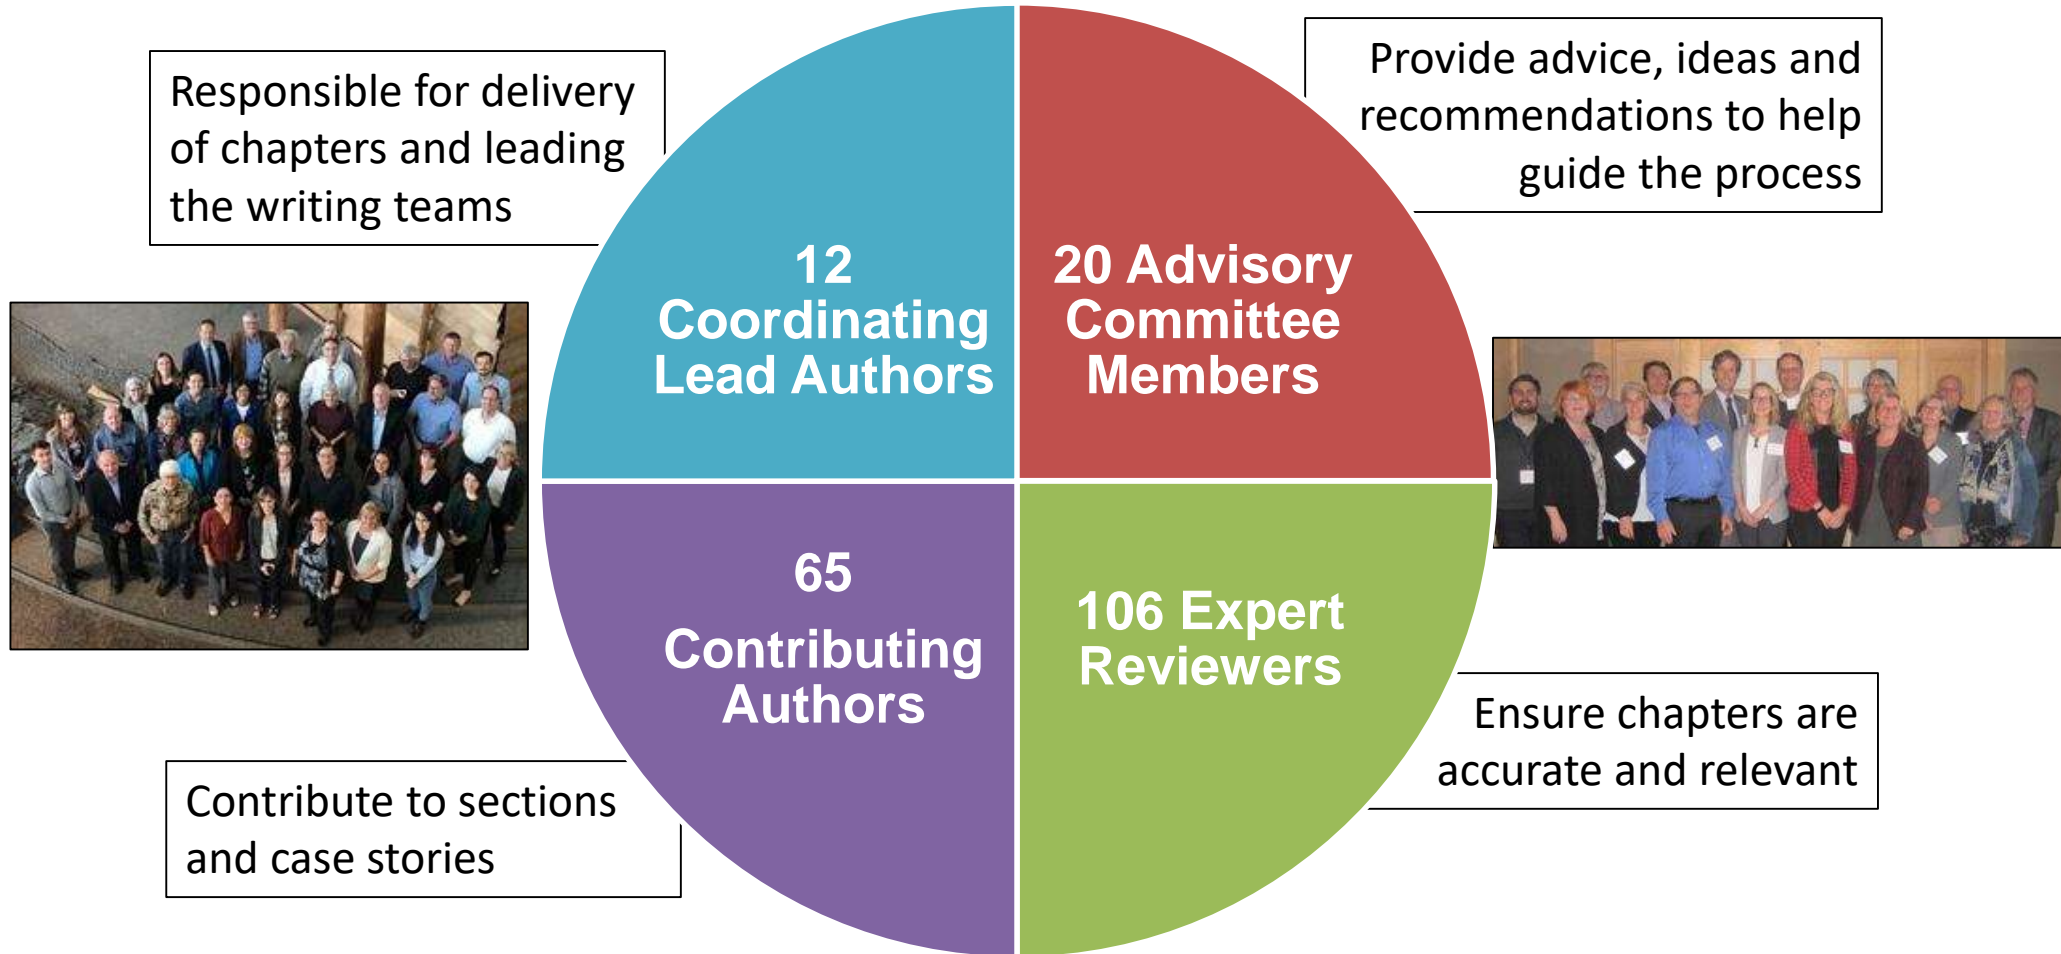 Responsible for delivery
of chapters and leading
the writing teams
12
Coordinating
Lead Authors
20 Advisory
Committee
Members
Provide advice, ideas and
recommendations to help
guide the process
65
Contributing
Authors
Contribute to sections
and case stories
106 Expert
Reviewers
Ensure chapters are
accurate and relevant